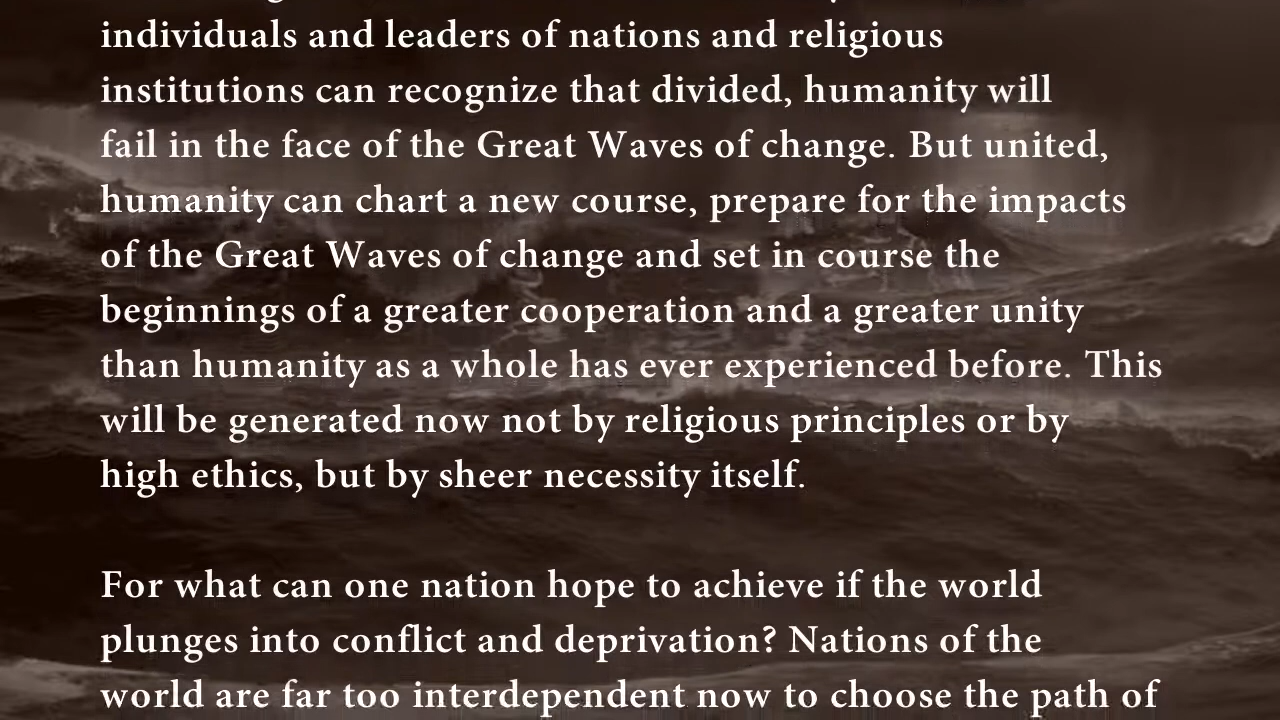 individuals and leaders of nations and religious
institutions can recognize that divided, humanity will
fail in the face of the Great Waves of change. But united,
humanity can chart a new course, prepare for the impacts
of the Great Waves of change and set in course the
beginnings of a greater cooperation and a greater unity
than humanity as a whole has ever experienced before. This
will be generated now not by religious principles or by
high ethics, but by sheer necessity itself.
For what can one nation hope to achieve if the world
plunges into conflict and deprivation? Nations of the
world are far too interdependent now to choose the path of